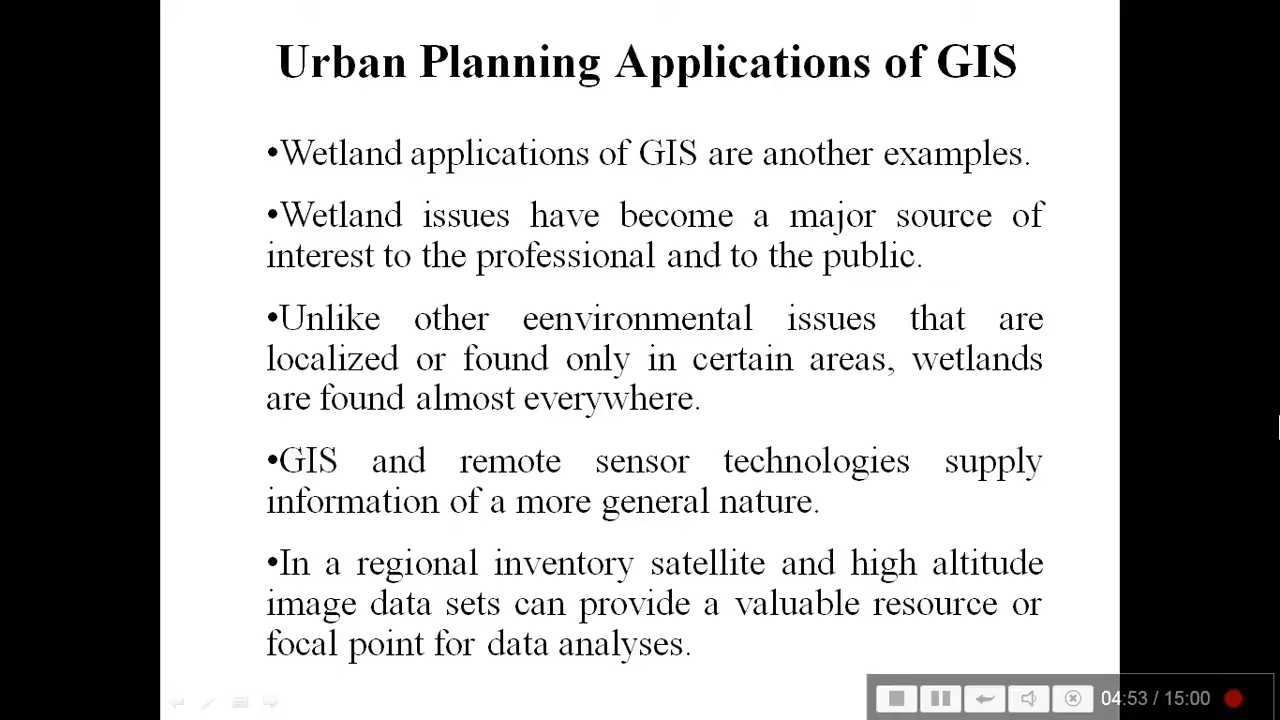 Urban Planning Applications of GIS
•Wetland applications of GIS are another examples.
•Wetland issues have become a major source of
interest to the professional and to the public.
•Unlike other eenvironmental issues that are
localized or found only in certain areas, wetlands
are found almost everywhere.
•GIS and remote sensor technologies supply
information of a more general nature.
•In a regional inventory satellite and high altitude
image data sets can provide a valuable resource or
focal point for data analyses.
04:53 / 15:00